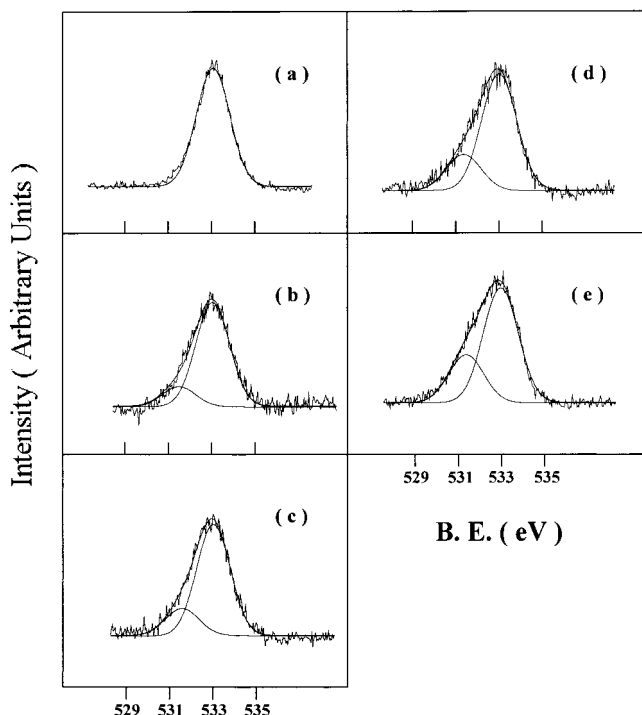 Intensity ( Arbitrary Units )
( a )
( b )
( c )
529 531 533 535
( d )
( e )
529 531 533 535
B. E. ( eV )